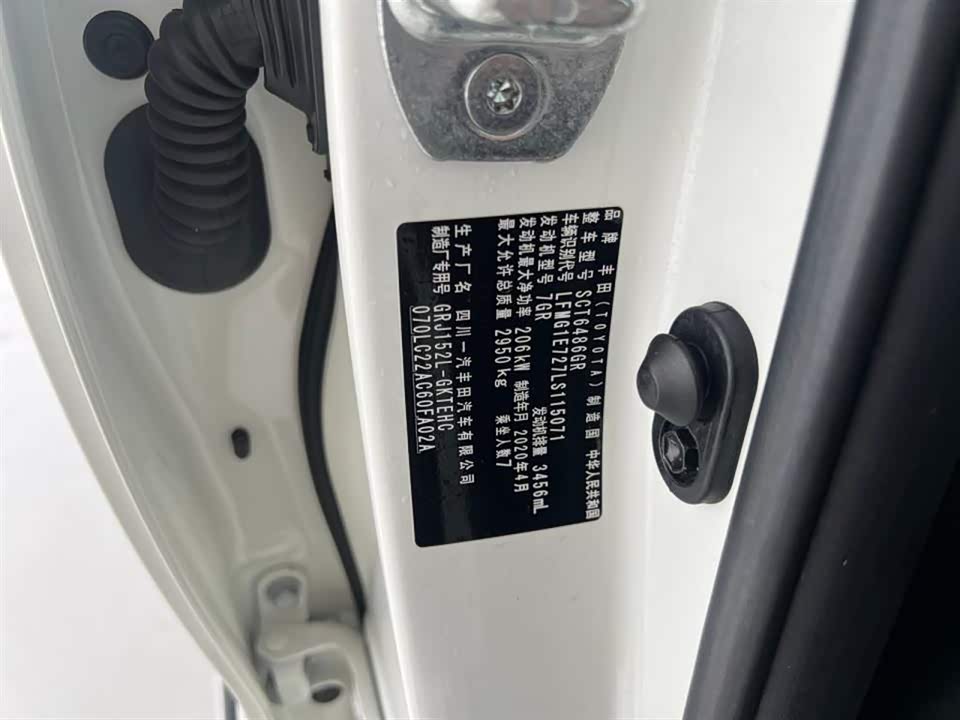 品牌 丰田(TOYOTA) 制造国 中华人民共和国
整车型号 SCT6486GR
车辆识别代号 LFMG1E727LS115071
发动机型号 7GR 发动机排量 3456mL
发动机最大净功率 206kW 制造年月 2020年4月
最大允许总质量 2950kg 乘坐人数7
生产厂名 四川一汽丰田汽车有限公司
制造厂专用号 GRJ152L-GKTEHC
070LC22AC60FA02A